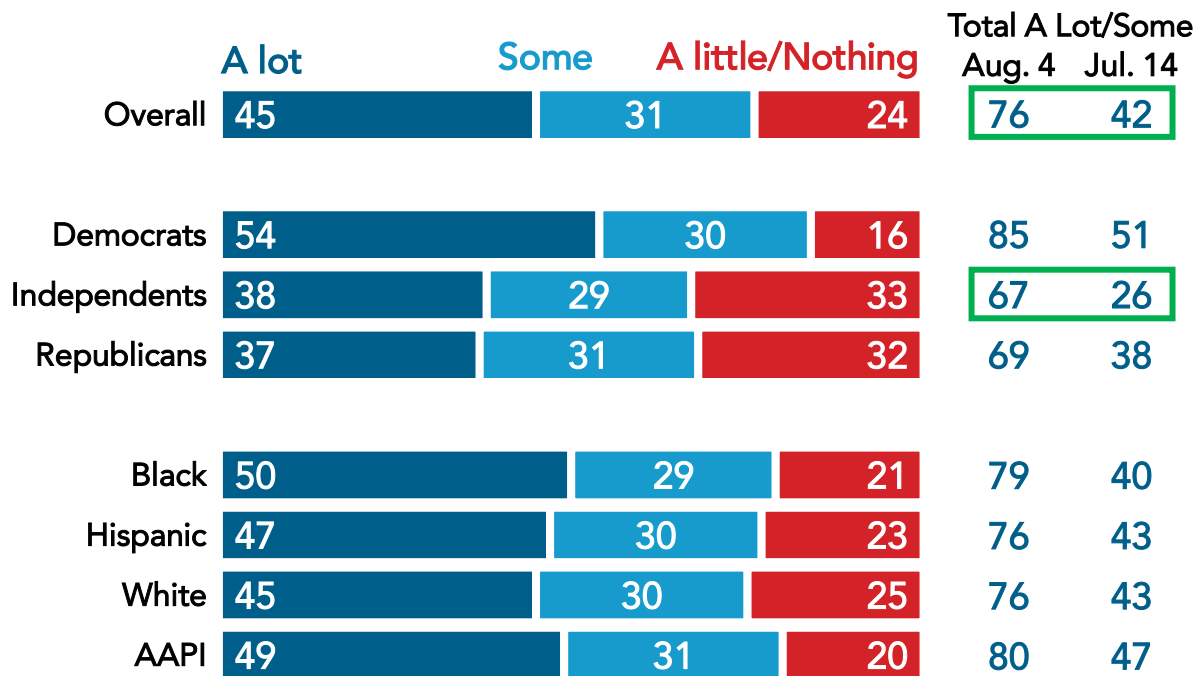 Total A Lot/Some
A lot Some A little/Nothing Aug. 4 Jul. 14
Overall 45 31 24 76 42
Democrats 54 30 16 85 51
Independents 38 29 33 67 26
Republicans 37 31 32 69 38
Black 50 29 21 79 40
Hispanic 47 30 23 76 43
White 45 30 25 76 43
AAPI 49 31 20 80 47